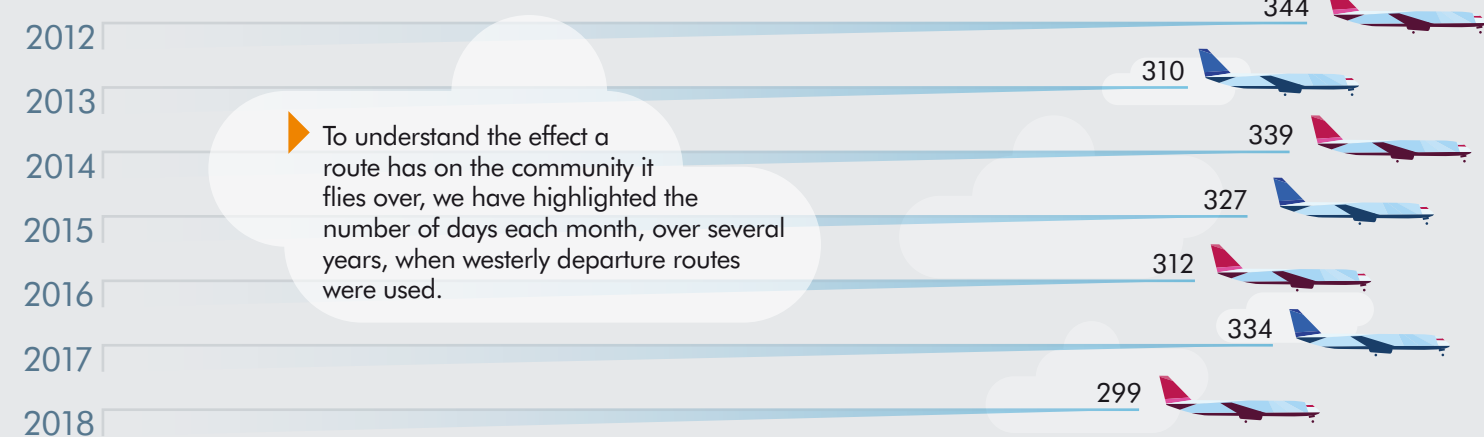 344
2012
310
2013
To understand the effect a
339
2014
route has on the community it
flies over, we have highlighted the
327
number of days each month, over several
2015
years, when westerly departure routes
312
were used.
2016
334
2017
299
2018